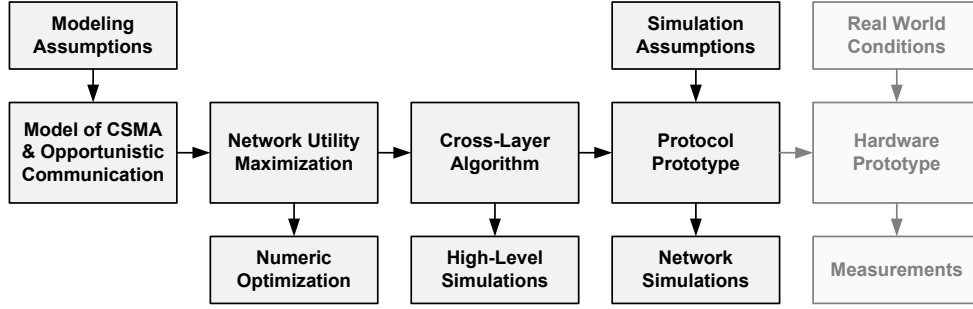 Modeling
Assumptions
Simulation
Assumptions
Real World
Conditions
Model of CSMA
& Opportunistic
Communication
Network Utility
Maximization
Cross-Layer
Algorithm
Protocol
Prototype
Hardware
Prototype
Numeric
Optimization
High-Level
Simulations
Network
Simulations
Measurements